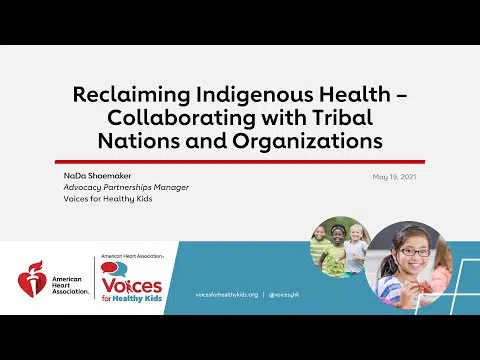 Reclaiming Indigenous Health –
Collaborating with Tribal
Nations and Organizations
NaDa Shoemaker
May 19, 2021
Advocacy Partnerships Manager
Voices for Healthy Kids
American Heart Association®
American
Heart
Association®
Voices
for Healthy Kids
voicesforhealthykids.org | @voices4hk